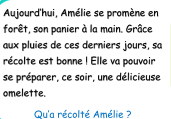 Aujourd'hui, Amélie se promène en
forêt, son panier à la main. Grâce
aux pluies de ces derniers jours, sa
récolte est bonne ! Elle va pouvoir
se préparer, ce soir, une délicieuse
omelette.
Qu'a récolté Amélie ?